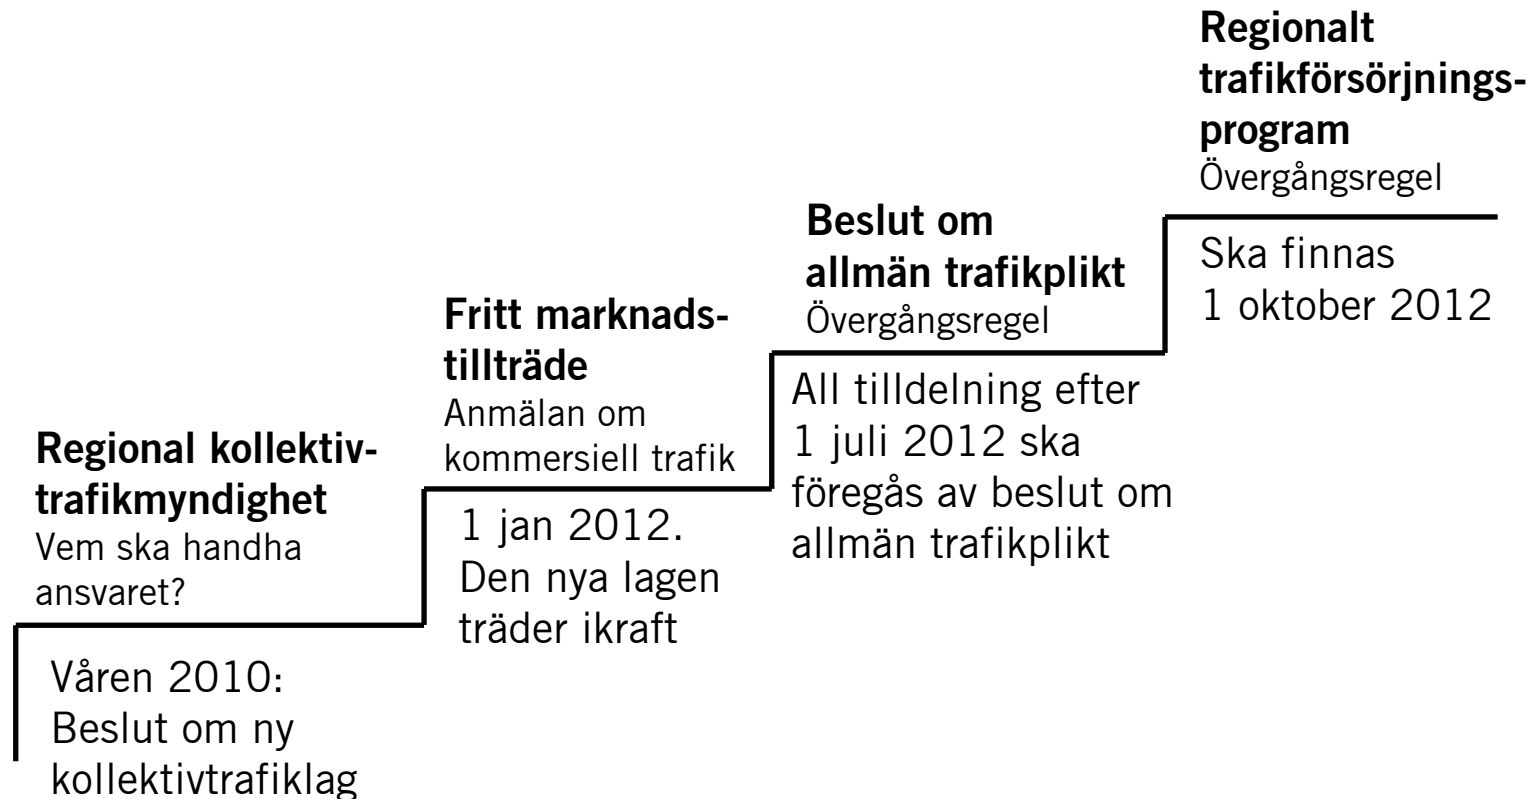 Regional kollektiv-
trafikmyndighet
Vem ska handha
ansvaret?
Våren 2010:
Beslut om ny
kollektivtrafiklag
Fritt marknads-
tillträde
Anmälan om
kommersiell trafik
1 jan 2012.
Den nya lagen
träder ikraft
Beslut om
allmän trafikplikt
Övergångsregel
All tilldelning efter
1 juli 2012 ska
föregås av beslut om
allmän trafikplikt
Regionalt
trafikförsörjnings-
program
Övergångsregel
Ska finnas
1 oktober 2012